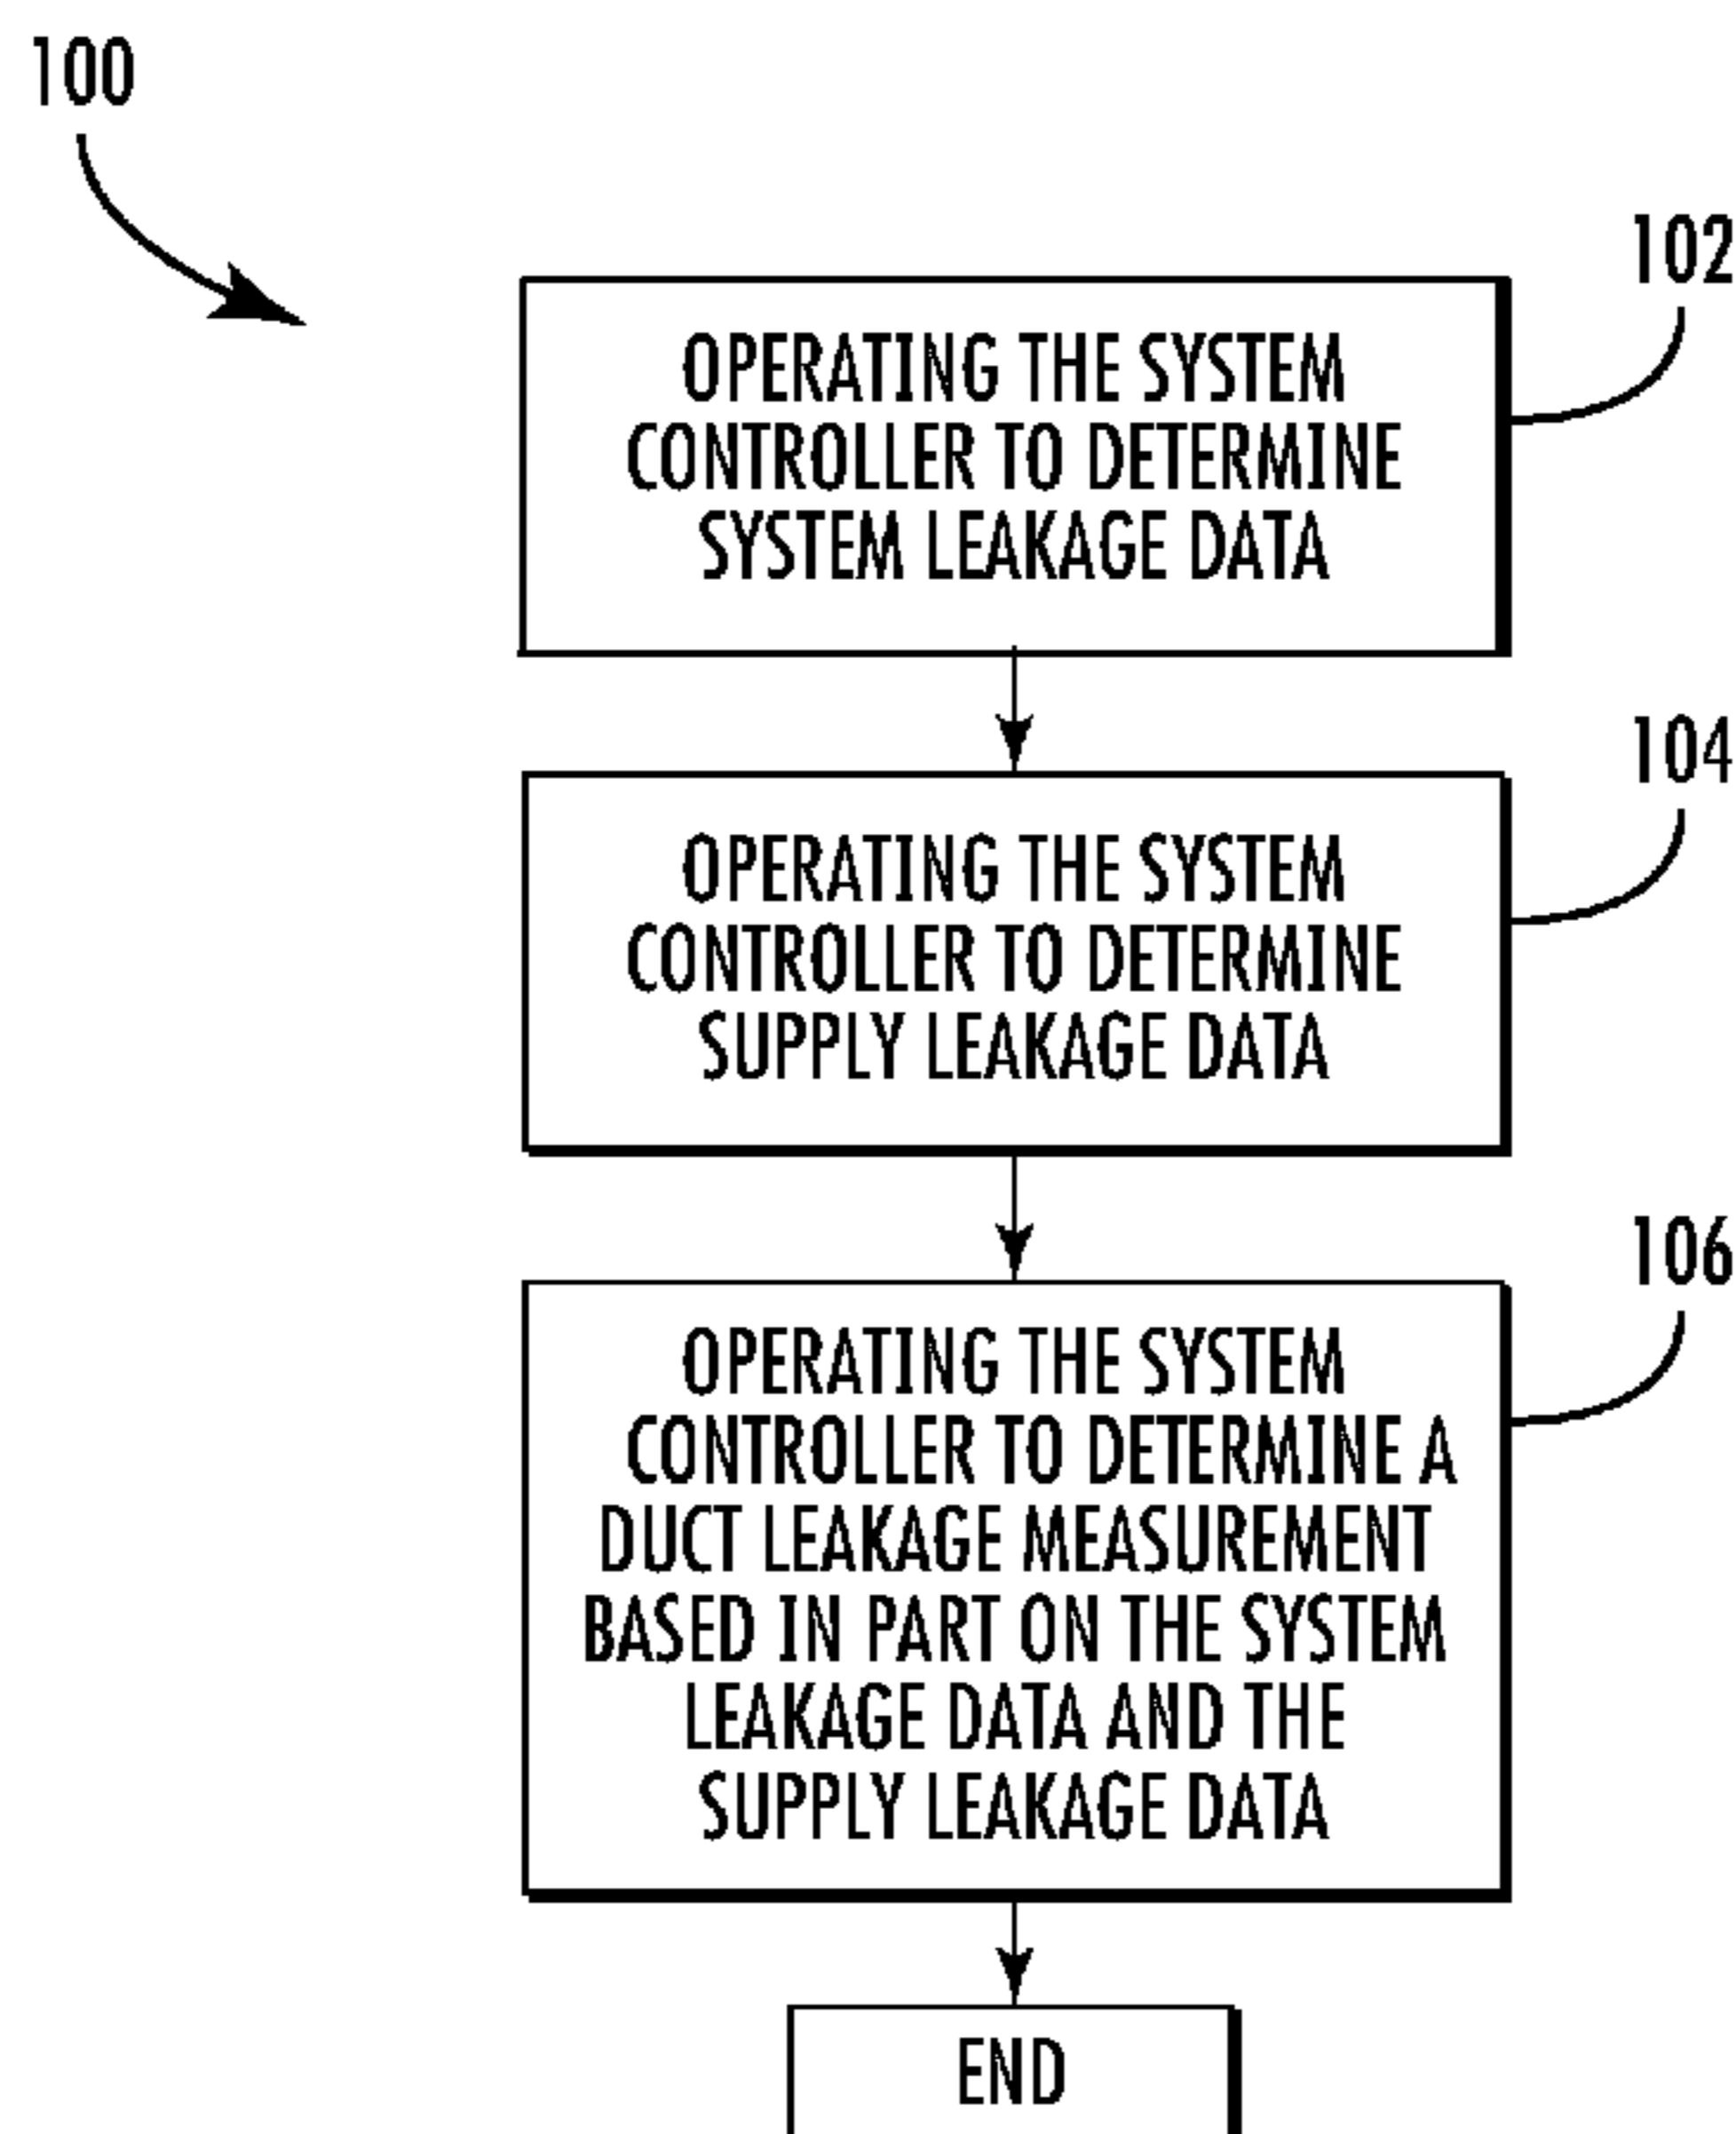 100
102
OPERATING THE SYSTEM
CONTROLLER TO DETERMINE
SYSTEM LEAKAGE DATA
104
OPERATING THE SYSTEM
CONTROLLER TO DETERMINE
SUPPLY LEAKAGE DATA
106
OPERATING THE SYSTEM
CONTROLLER TO DETERMINE A
DUCT LEAKAGE MEASUREMENT
BASED IN PART ON THE SYSTEM
LEAKAGE DATA AND THE
SUPPLY LEAKAGE DATA
END